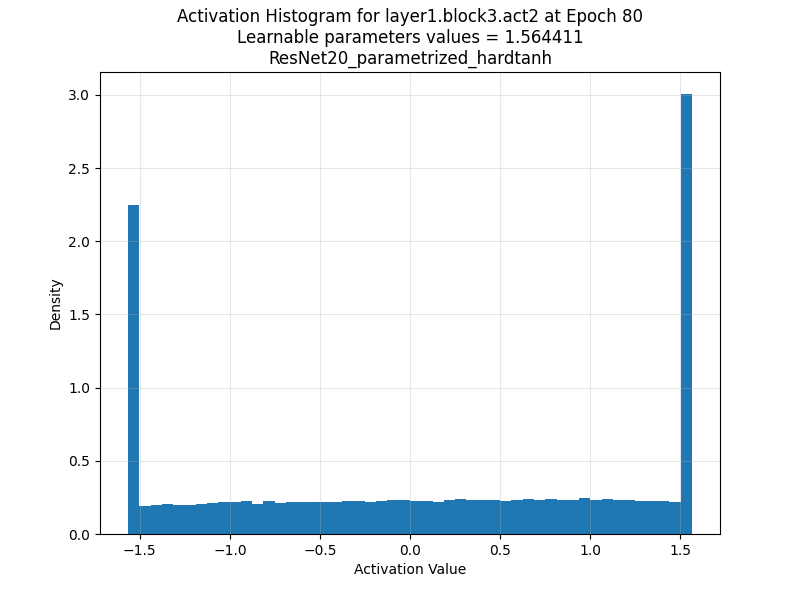 Activation Histogram for layer1.block3.act2 at Epoch 80
Learnable parameters values = 1.564411
ResNet20_parametrized_hardtanh
3.0
2.5
2.0
1.5
1.0
0.5
0.0
Density
−1.5 −1.0 −0.5 0.0 0.5 1.0 1.5
Activation Value